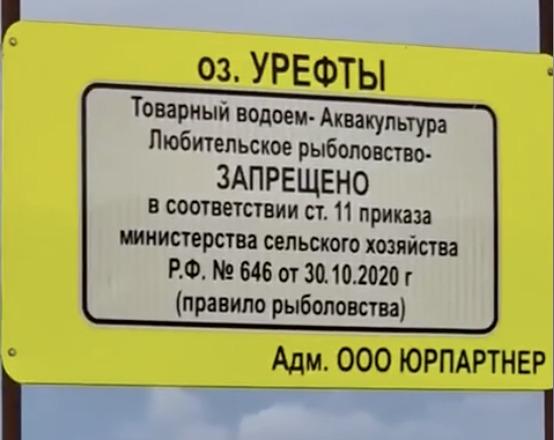 оз. УРЕФТЫ
Товарный водоем- Аквакультура
Любительское рыболовство-
ЗАПРЕЩЕНО
в соответствии ст. 11 приказа
министерства сельского хозяйства
Р.Ф. № 646 от 30.10.2020 г
(правило рыболовства)
Адм. ООО ЮРПАРТНЕР